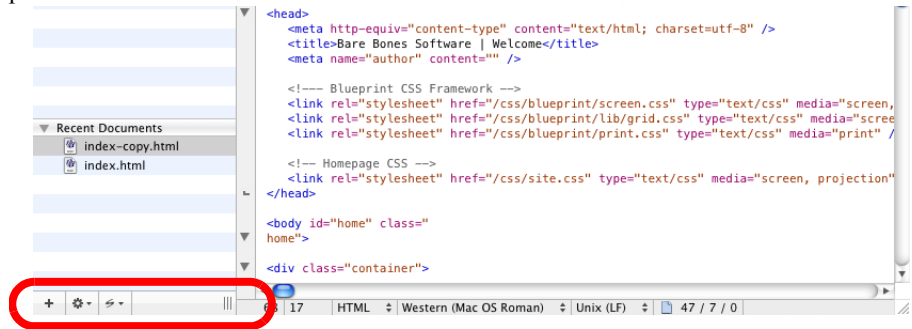 <head>
<meta http-equiv="content-type" content="text/html; charset=utf-8" />
<title>Bare Bones Software | Welcome</title>
<meta name="author" content="" />
<!--- Blueprint CSS Framework -->
<link rel="stylesheet" href="/css/blueprint/screen.css" type="text/css" media="screen,
<link rel="stylesheet" href="/css/blueprint/lib/grid.css" type="text/css" media="scree
<link rel="stylesheet" href="/css/blueprint/print.css" type="text/css" media="print" /
<!-- Homepage CSS -->
<link rel="stylesheet" href="/css/site.css" type="text/css" media="screen, projection"
</head>
<body id="home" class="
home">
<div class="container">
Recent Documents
index-copy.html
index.html
17 HTML Western (Mac OS Roman) Unix (LF) 47 / 7 / 0